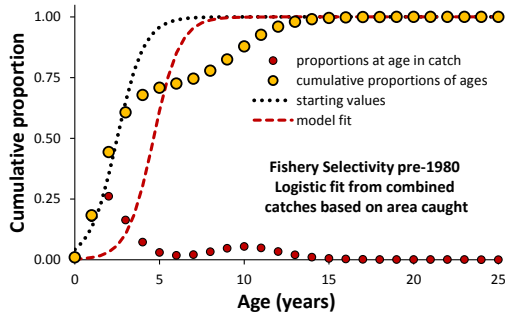 1.00
0.75
0.50
0.25
0.00
Cumulative proportion
proportions at age in catch
cumulative proportions of ages
starting values
model fit
Fishery Selectivity pre-1980
Logistic fit from combined
catches based on area caught
0 5 10 15 20 25
Age (years)